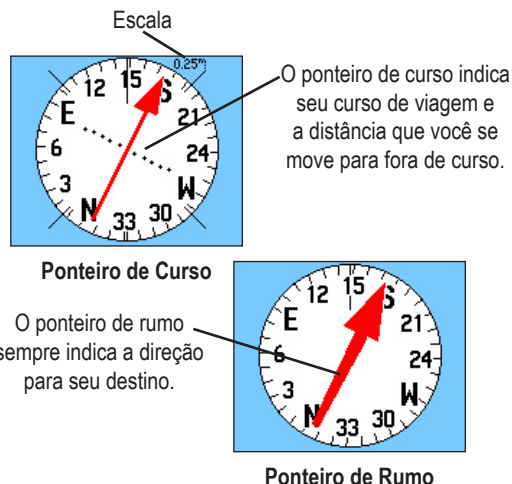 Escala
0.25m
12 15 S
E 21
6 24
3 W
N 33 30
O ponteiro de curso indica
seu curso de viagem e
a distância que você se
move para fora de curso.
Ponteiro de Curso
O ponteiro de rumo
sempre indica a direção
para seu destino.
12 15 S
E 21
6 24
3 W
N 33 30
Ponteiro de Rumo